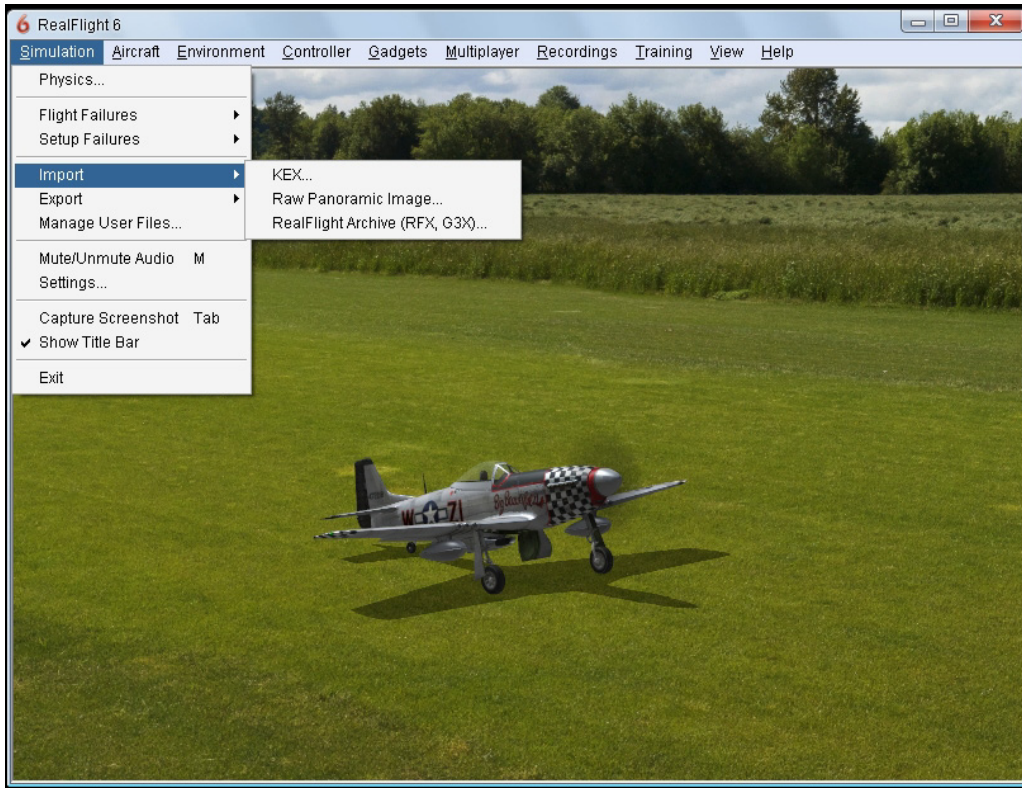 RealFlight 6
Simulation Aircraft Environment Controller Gadgets Multiplayer Recordings Training View Help
Physics...
Flight Failures
Setup Failures
Import
KEX...
Export
Raw Panoramic Image...
Manage User Files...
RealFlight Archive (RFX, G3X)...
Mute/Unmute Audio M
Settings...
Capture Screenshot Tab
Show Title Bar
Exit
W ZI